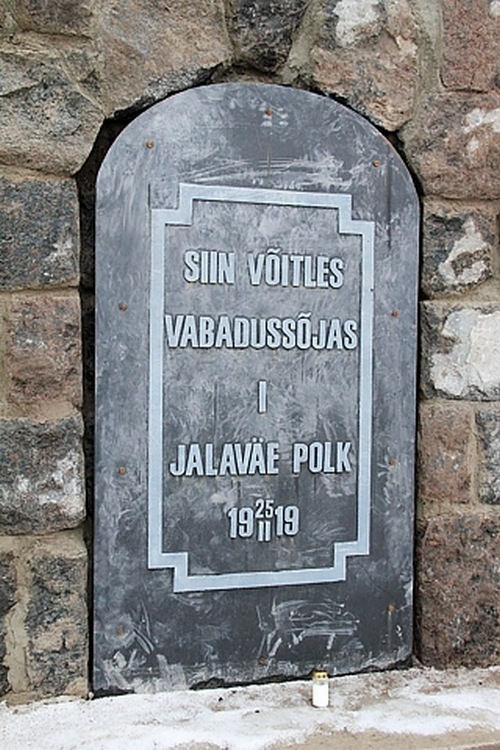 SIIN VÕITLES
VABADUSSÕJAS
I
JALAVÄE POLK
19 25 II 19